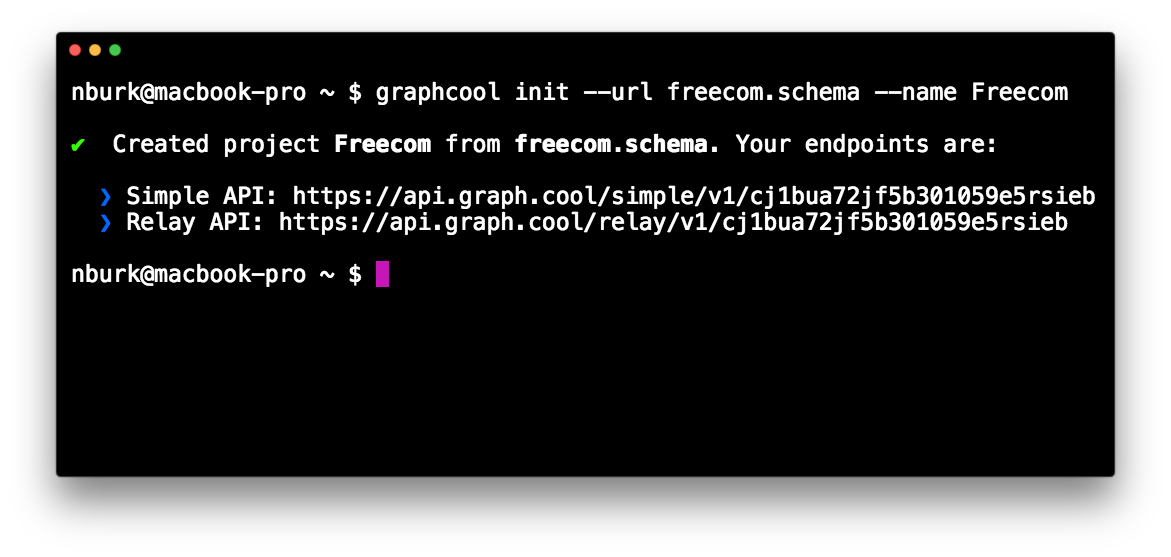 nburk@macbook-pro ~ $ graphcool init --url freecom.schema --name Freecom
✔ Created project Freecom from freecom.schema. Your endpoints are:
❯ Simple API: https://api.graph.cool/simple/v1/cj1bua72jf5b301059e5rsieb
❯ Relay API: https://api.graph.cool/relay/v1/cj1bua72jf5b301059e5rsieb
nburk@macbook-pro ~ $